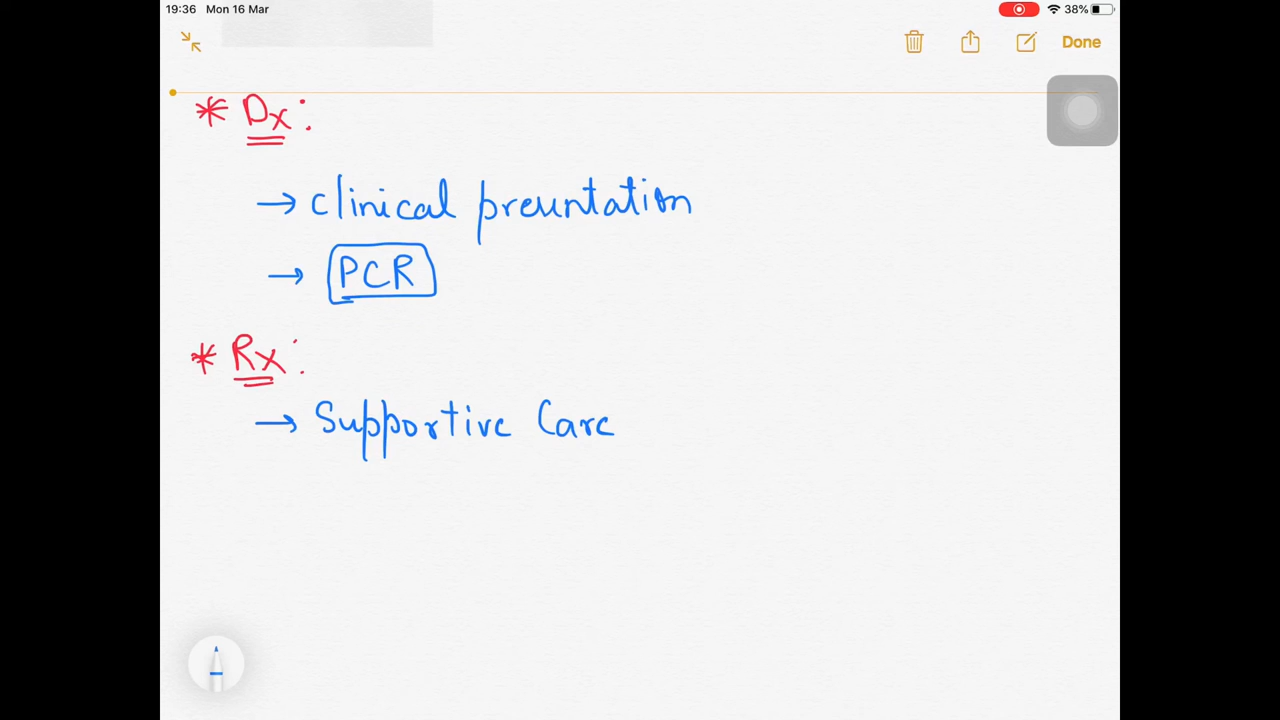 19:36 Mon 16 Mar 38%
Done
* Dx:
→ clinical presentation
→ PCR
* Rx:
→ Supportive Care